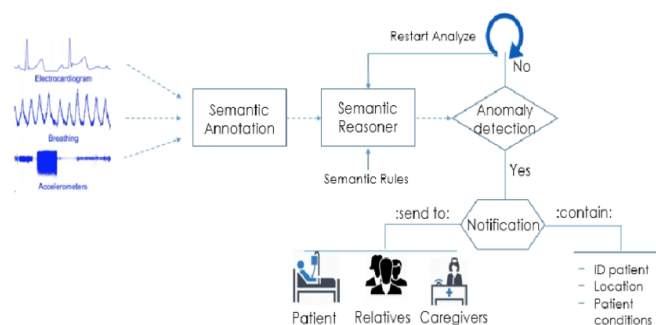 Restart Analyze
No
Electrocardiogram
Semantic
Annotation
Semantic
Reasoner
Anomaly
detection
Breathing
Accelerometers
Semantic Rules
Yes
:send to:
Notification
:contain:
Patient
Relatives
Caregivers
– ID patient
– Location
– Patient
conditions